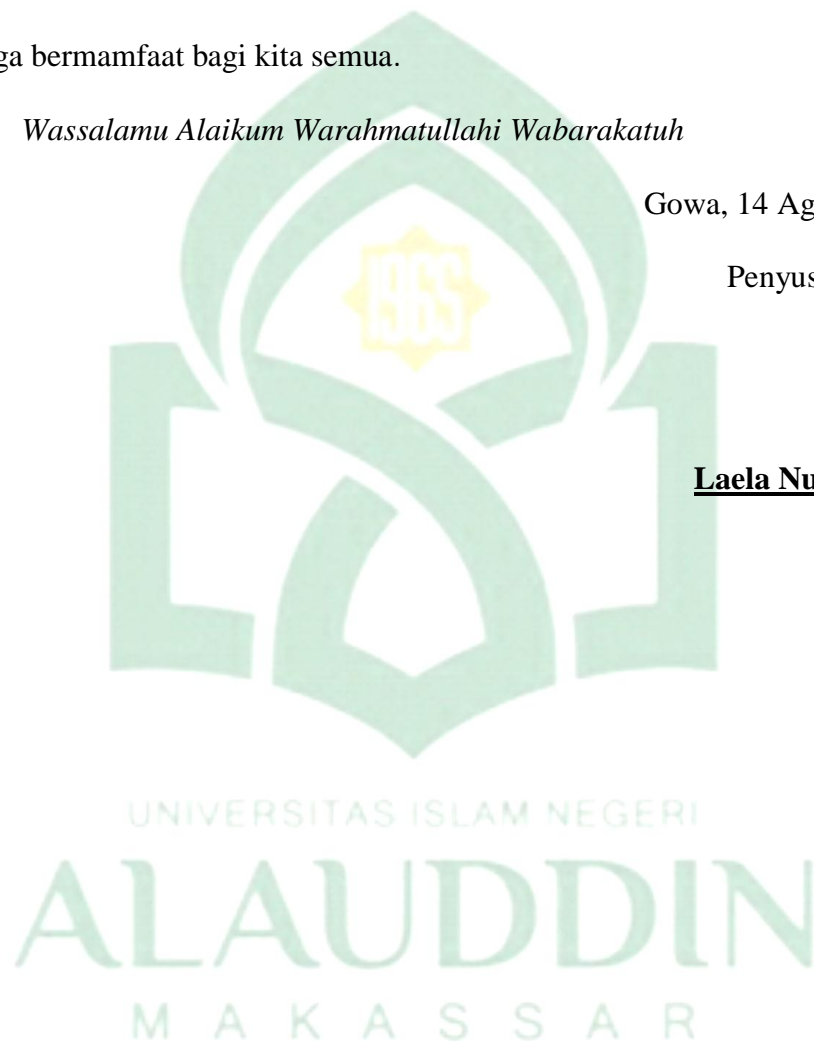 ga bermamfaat bagi kita semua.
Wassalamu Alaikum Warahmatullahi Wabarakatuh
Gowa, 14 Ag
Penyus
1965
Laela Nu
UNIVERSITAS ISLAM NEGERI
ALAUDDIN
M A K A S S A R